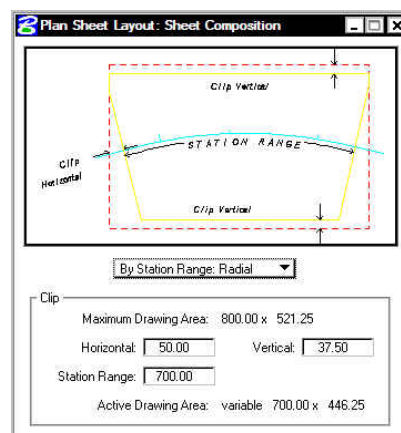 Plan Sheet Layout: Sheet Composition
Clip Vertical
STATION RANGE
Clip
Horizontal
Clip Vertical
By Station Range: Radial
Clip
Maximum Drawing Area: 800.00 x 521.25
Horizontal: 50.00 Vertical: 37.50
Station Range: 700.00
Active Drawing Area: variable 700.00 x 446.25